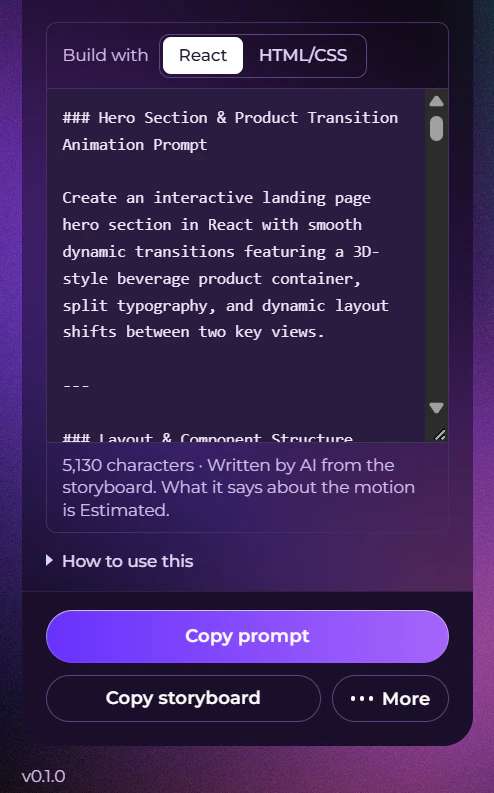 Build with React HTML/CSS
### Hero Section & Product Transition
Animation Prompt
Create an interactive landing page
hero section in React with smooth
dynamic transitions featuring a 3D-
style beverage product container,
split typography, and dynamic layout
shifts between two key views.
---
### Layout & Component Structure
5,130 characters · Written by AI from the
storyboard. What it says about the motion
is Estimated.
How to use this
Copy prompt
Copy storyboard
••• More
v0.1.0